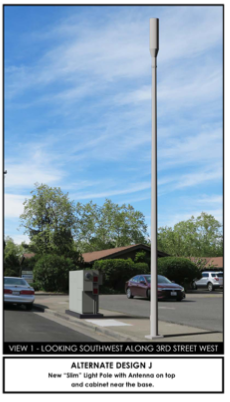 VIEW 1 - LOOKING SOUTHWEST ALONG 3RD STREET WEST
ALTERNATE DESIGN J
New "Slim" Light Pole with Antenna on top
and cabinet near the base.